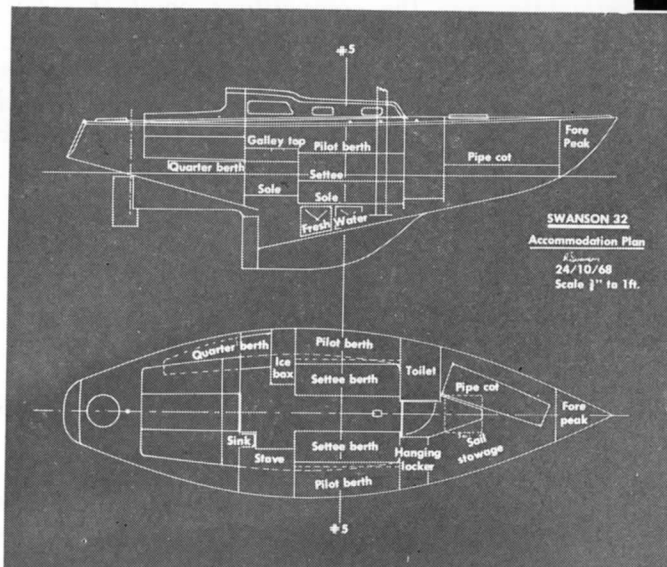 #5
Galley top
Pilot berth
Fore
Peak
Quarter berth
Settee
Pipe cot
Sole
Sole
Fresh Water
SWANSON 32
Accommodation Plan
24/10/68
Scale ¾" to 1ft.
Quarter berth
Pilot berth
Ice
box
Toilet
Settee berth
Pipe cot
Fore
peak
Sink
Settee berth
Hanging
locker
Sail
stowage
Stove
Pilot berth
#5